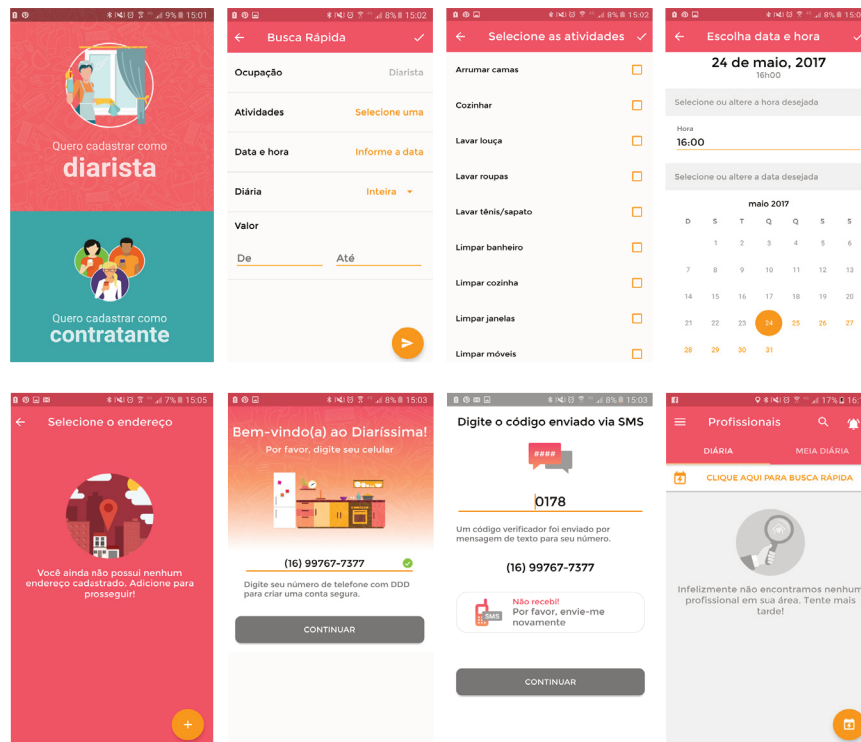 9% 15:01
Quero cadastrar como
diarista
Quero cadastrar como
contratante
8% 15:02
Busca Rápida
Ocupação Diarista
Atividades Selecione uma
Data e hora Informe a data
Diária Inteira
Valor
De Até
8% 15:02
Selecione as atividades
Arrumar camas
Cozinhar
Lavar louça
Lavar roupas
Lavar tênis/sapato
Limpar banheiro
Limpar cozinha
Limpar janelas
Limpar móveis
8% 15:0
Escolha data e hora
24 de maio, 2017
16h00
Selecione ou altere a hora desejada
Hora
16:00
Selecione ou altere a data desejada
maio 2017
D S T Q Q S S
1 2 3 4 5 6
7 8 9 10 11 12 13
14 15 16 17 18 19 20
21 22 23 24 25 26 27
28 29 30 31
7% 15:05
Selecione o endereço
Você ainda não possui nenhum
endereço cadastrado. Adicione para
prosseguir!
8% 15:03
Bem-vindo(a) ao Diaríssima!
Por favor, digite seu celular
(16) 99767-7377
Digite seu número de telefone com DDD
para criar uma conta segura.
CONTINUAR
8% 15:03
Digite o código enviado via SMS
####
0178
Um código verificador foi enviado por
mensagem de texto para seu número.
(16) 99767-7377
SMS
Não recebi!
Por favor, envie-me
novamente
CONTINUAR
17% 16:
Profissionais
DIÁRIA MEIA DIÁRIA
CLIQUE AQUI PARA BUSCA RÁPIDA
Infelizmente não encontramos nenhum
profissional em sua área. Tente mais
tarde!